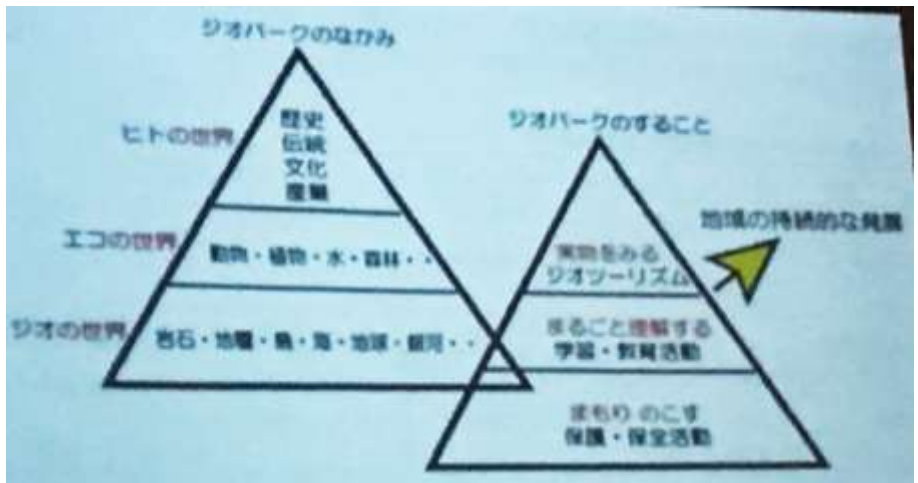 ジオパークのなかみ
ヒトの世界
歴史
伝統
文化
産業
エコの世界
動物・植物・水・森林・・
ジオの世界
岩石・地層・島・海・地球・銀河・・
ジオパークのすること
実物をみる
ジオツーリズム
まるごと理解する
学習・教育活動
まもり のこす
保護・保全活動
地域の持続的な発展